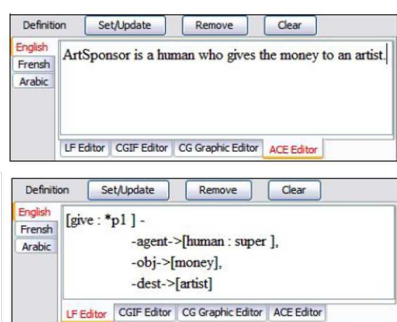 Definition Set/Update Remove Clear
English
Frensh
Arabic
ArtSponsor is a human who gives the money to an artist.
LF Editor CGIF Editor CG Graphic Editor ACE Editor
Definition Set/Update Remove Clear
English
Frensh
Arabic
[give : *p1 ] -
-agent->[human : super ],
-obj->[money],
-dest->[artist]
LF Editor CGIF Editor CG Graphic Editor ACE Editor